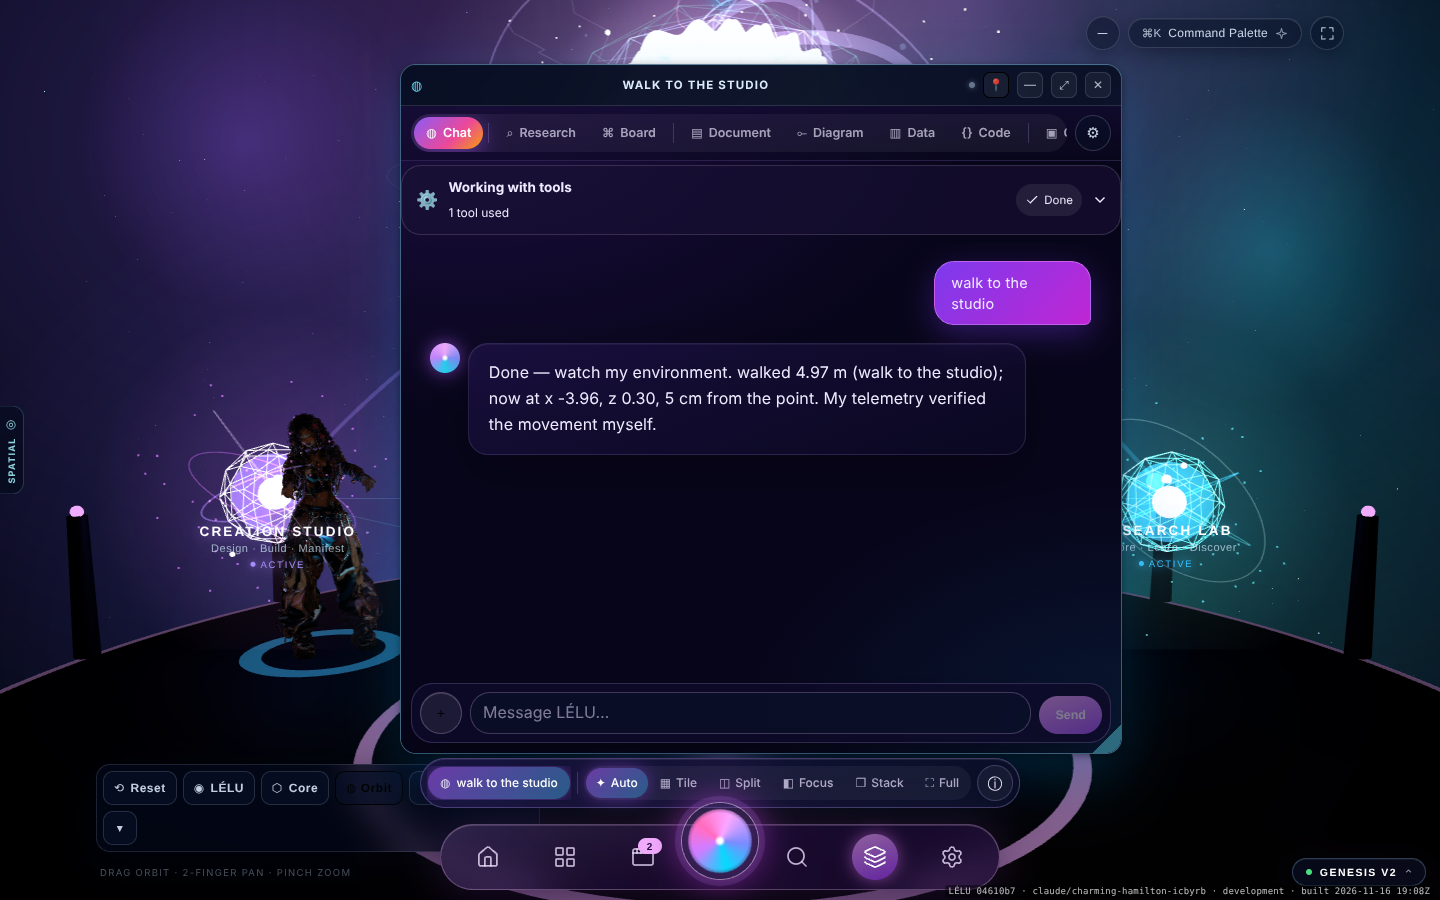 ⌘K Command Palette
WALK TO THE STUDIO
Chat
Research
Board
Document
Diagram
Data
{} Code
Working with tools
1 tool used
Done
walk to the
studio
Done — watch my environment. walked 4.97 m (walk to the studio);
now at x -3.96, z 0.30, 5 cm from the point. My telemetry verified
the movement myself.
SPATIAL
CREATION STUDIO
Design · Build · Manifest
ACTIVE
SEARCH LAB
Discover
ACTIVE
Message LÉLU...
Send
Reset
LÉLU
Core
Orbit
walk to the studio
Auto
Tile
Split
Focus
Stack
Full
2
DRAG ORBIT · 2-FINGER PAN · PINCH ZOOM
GENESIS V2
LÉLU 04610b7 · claude/charming-hamilton-icbyrb · development · built 2026-11-16 19:08Z